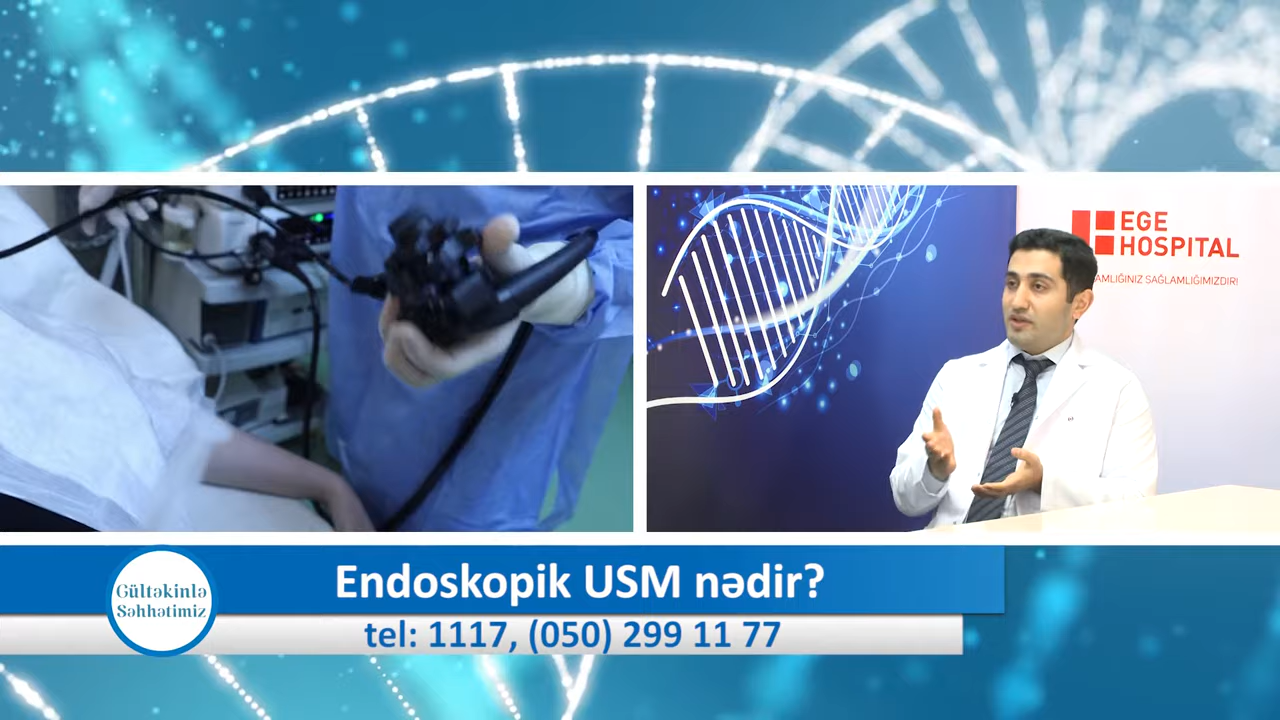 EGE
HOSPITAL
AMLIĞINIZ SAĞLAMLIĞIMIZDIR!
Endoskopik USM nədir?
tel: 1117, (050) 299 11 77
Gültəkinlə
Səhhətimiz